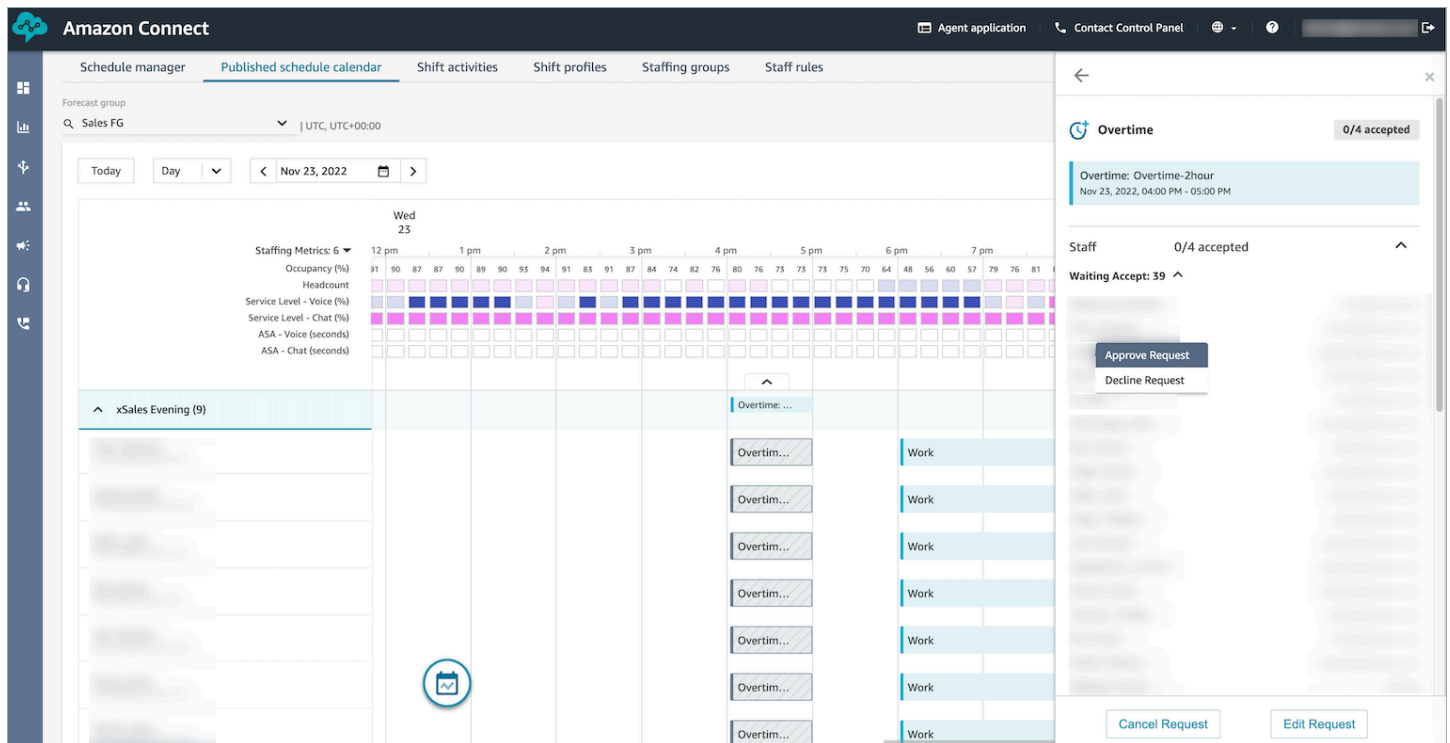 Amazon Connect
Agent application
Contact Control Panel
Schedule manager
Published schedule calendar
Shift activities
Shift profiles
Staffing groups
Staff rules
Forecast group
Sales FG
| UTC, UTC+00:00
Today
Day
Nov 23, 2022
Wed
23
Staffing Metrics: 6
12 pm 1 pm 2 pm 3 pm 4 pm 5 pm 6 pm 7 pm
Occupancy (%)
91 90 87 87 90 89 90 93 94 91 83 91 87 84 74 82 76 80 76 73 73 73 75 70 64 48 56 60 57 79 76 81
Headcount
Service Level - Voice (%)
Service Level - Chat (%)
ASA - Voice (seconds)
ASA - Chat (seconds)
xSales Evening (9)
Overtime: ...
Overtim... Work
Overtim... Work
Overtim... Work
Overtim... Work
Overtim... Work
Overtim... Work
Overtim... Work
Overtime
0/4 accepted
Overtime: Overtime-2hour
Nov 23, 2022, 04:00 PM - 05:00 PM
Staff
0/4 accepted
Waiting Accept: 39
Approve Request
Decline Request
Cancel Request
Edit Request